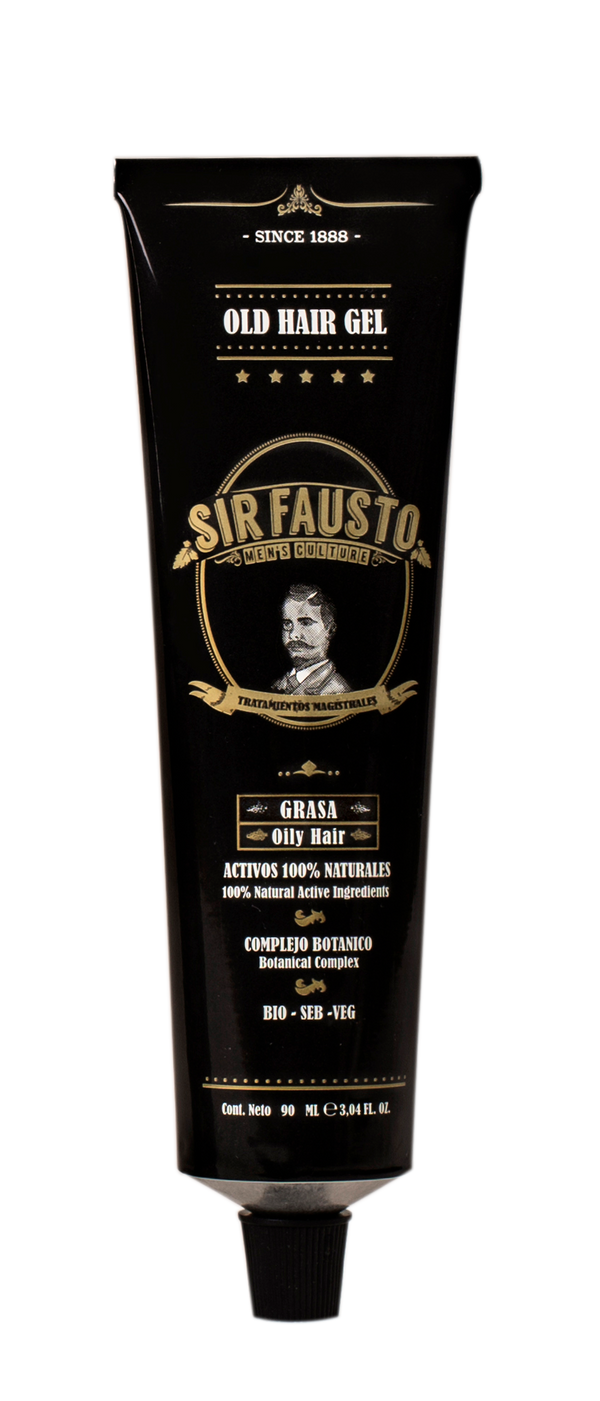 - SINCE 1888 -
OLD HAIR GEL
SIR FAUSTO
MEN'S CULTURE
TRATAMIENTOS MAGISTRALES
GRASA
Oily Hair
ACTIVOS 100% NATURALES
100% Natural Active Ingredients
COMPLEJO BOTANICO
Botanical Complex
BIO - SEB -VEG
Cont. Neto 90 ML ℮ 3,04 FL. OZ.